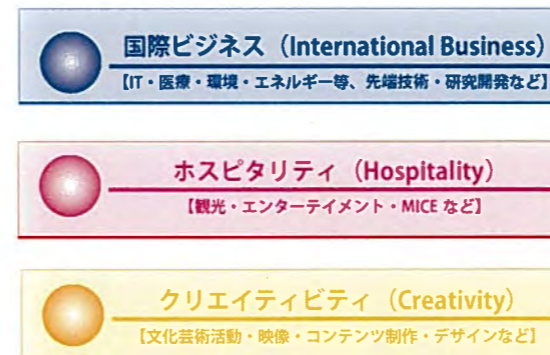 国際ビジネス（International Business）
【IT・医療・環境・エネルギー等、先端技術・研究開発など】
ホスピタリティ（Hospitality）
【観光・エンターテイメント・MICE など】
クリエイティビティ（Creativity）
【文化芸術活動・映像・コンテンツ制作・デザインなど】